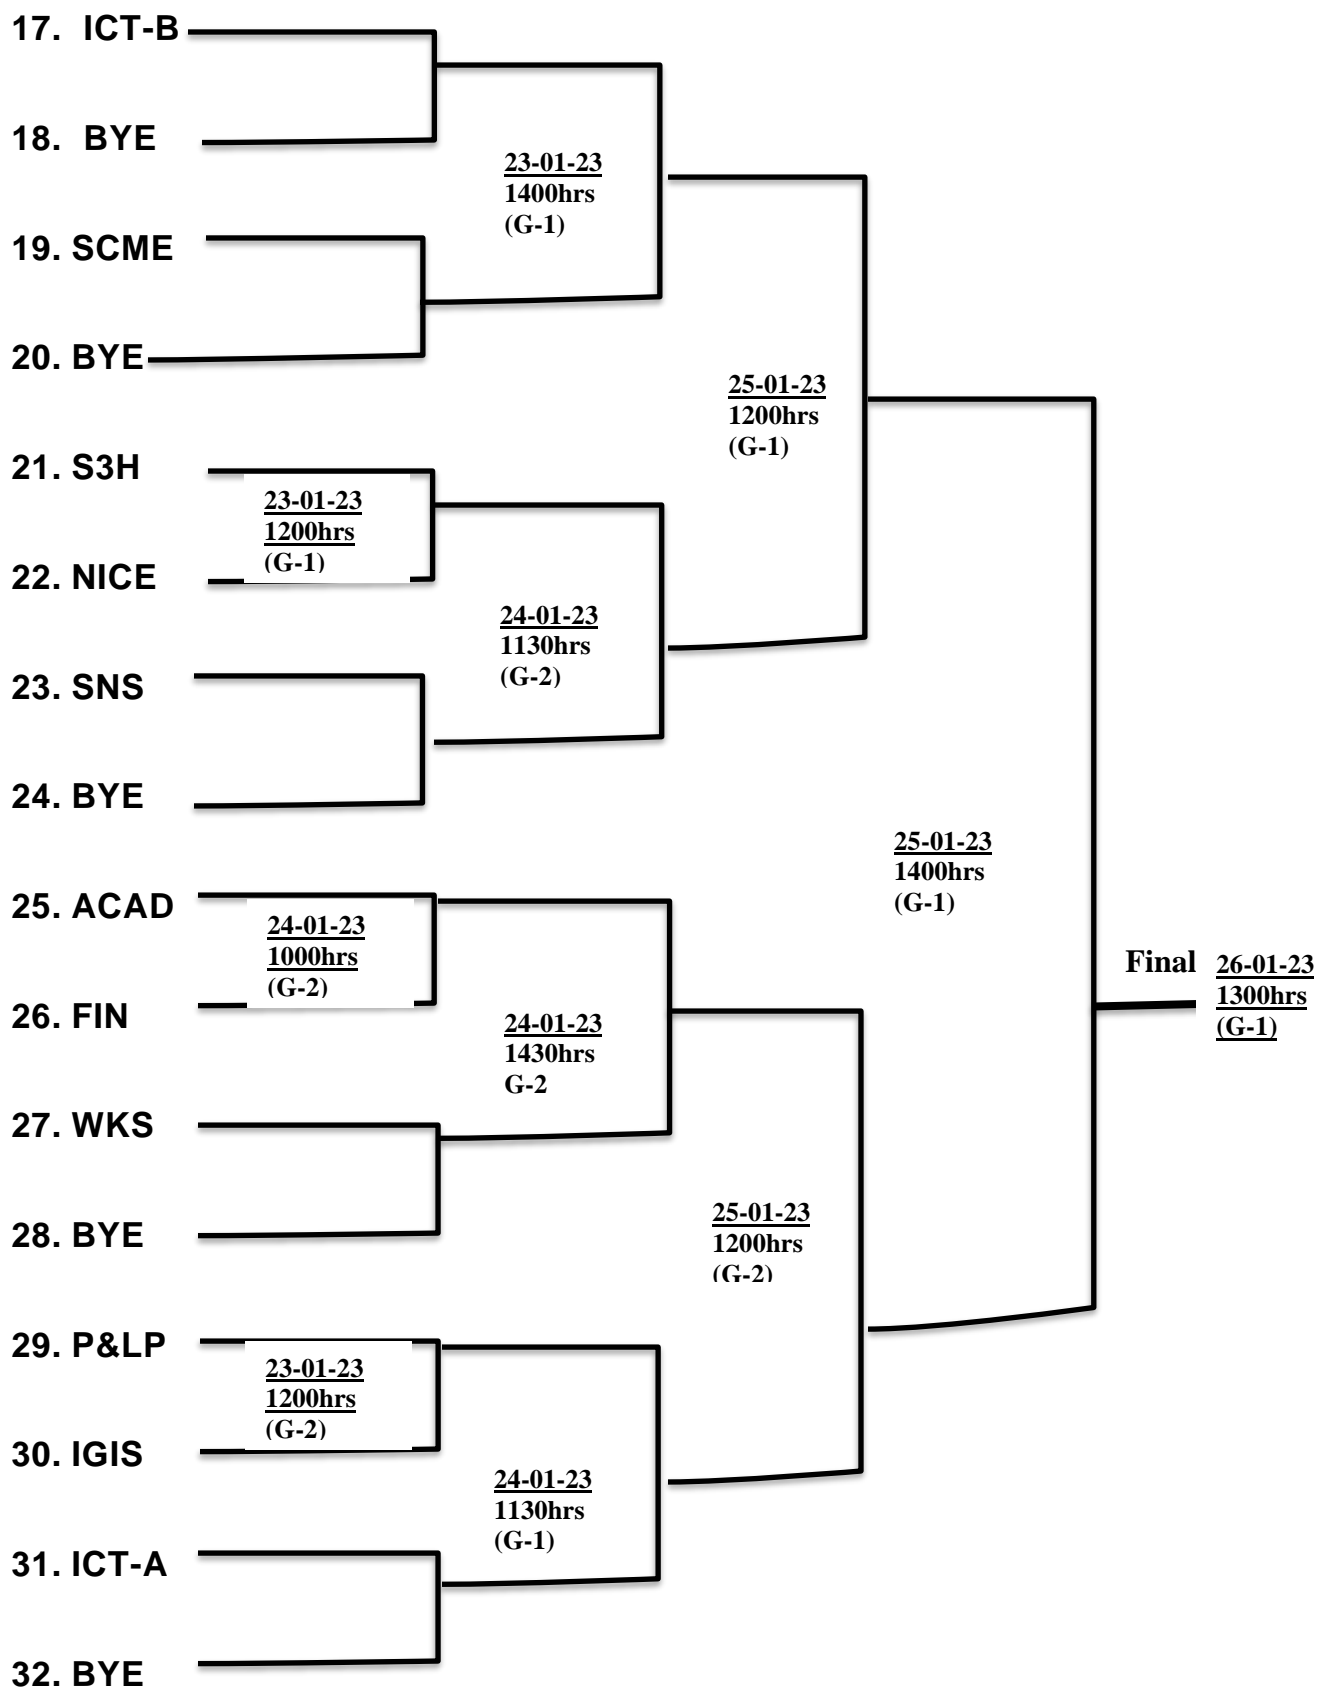 17. ICT-B
18. BYE
23-01-23
1400hrs
(G-1)
19. SCME
20. BYE
25-01-23
1200hrs
(G-1)
21. S3H
23-01-23
1200hrs
(G-1)
22. NICE
24-01-23
1130hrs
(G-2)
23. SNS
24. BYE
25-01-23
1400hrs
(G-1)
25. ACAD
24-01-23
1000hrs
(G-2)
Final
26-01-23
1300hrs
(G-1)
26. FIN
24-01-23
1430hrs
G-2
27. WKS
28. BYE
25-01-23
1200hrs
(G-2)
29. P&LP
23-01-23
1200hrs
(G-2)
30. IGIS
24-01-23
1130hrs
(G-1)
31. ICT-A
32. BYE